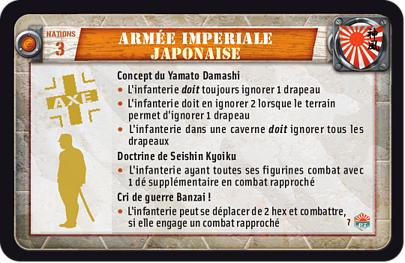 NATIONS
3
ARMÉE IMPERIALE
JAPONAISE
AXE
Concept du Yamato Damashi
• L'infanterie doit toujours ignorer 1 drapeau
• L'infanterie doit en ignorer 2 lorsque le terrain
permet d'ignorer 1 drapeau
• L'infanterie dans une caverne doit ignorer tous les
drapeaux
Doctrine de Seishin Kyoiku
• L'infanterie ayant toutes ses figurines combat avec
1 dé supplémentaire en combat rapproché
Cri de guerre Banzai !
• L'infanterie peut se déplacer de 2 hex et combattre,
si elle engage un combat rapproché
7